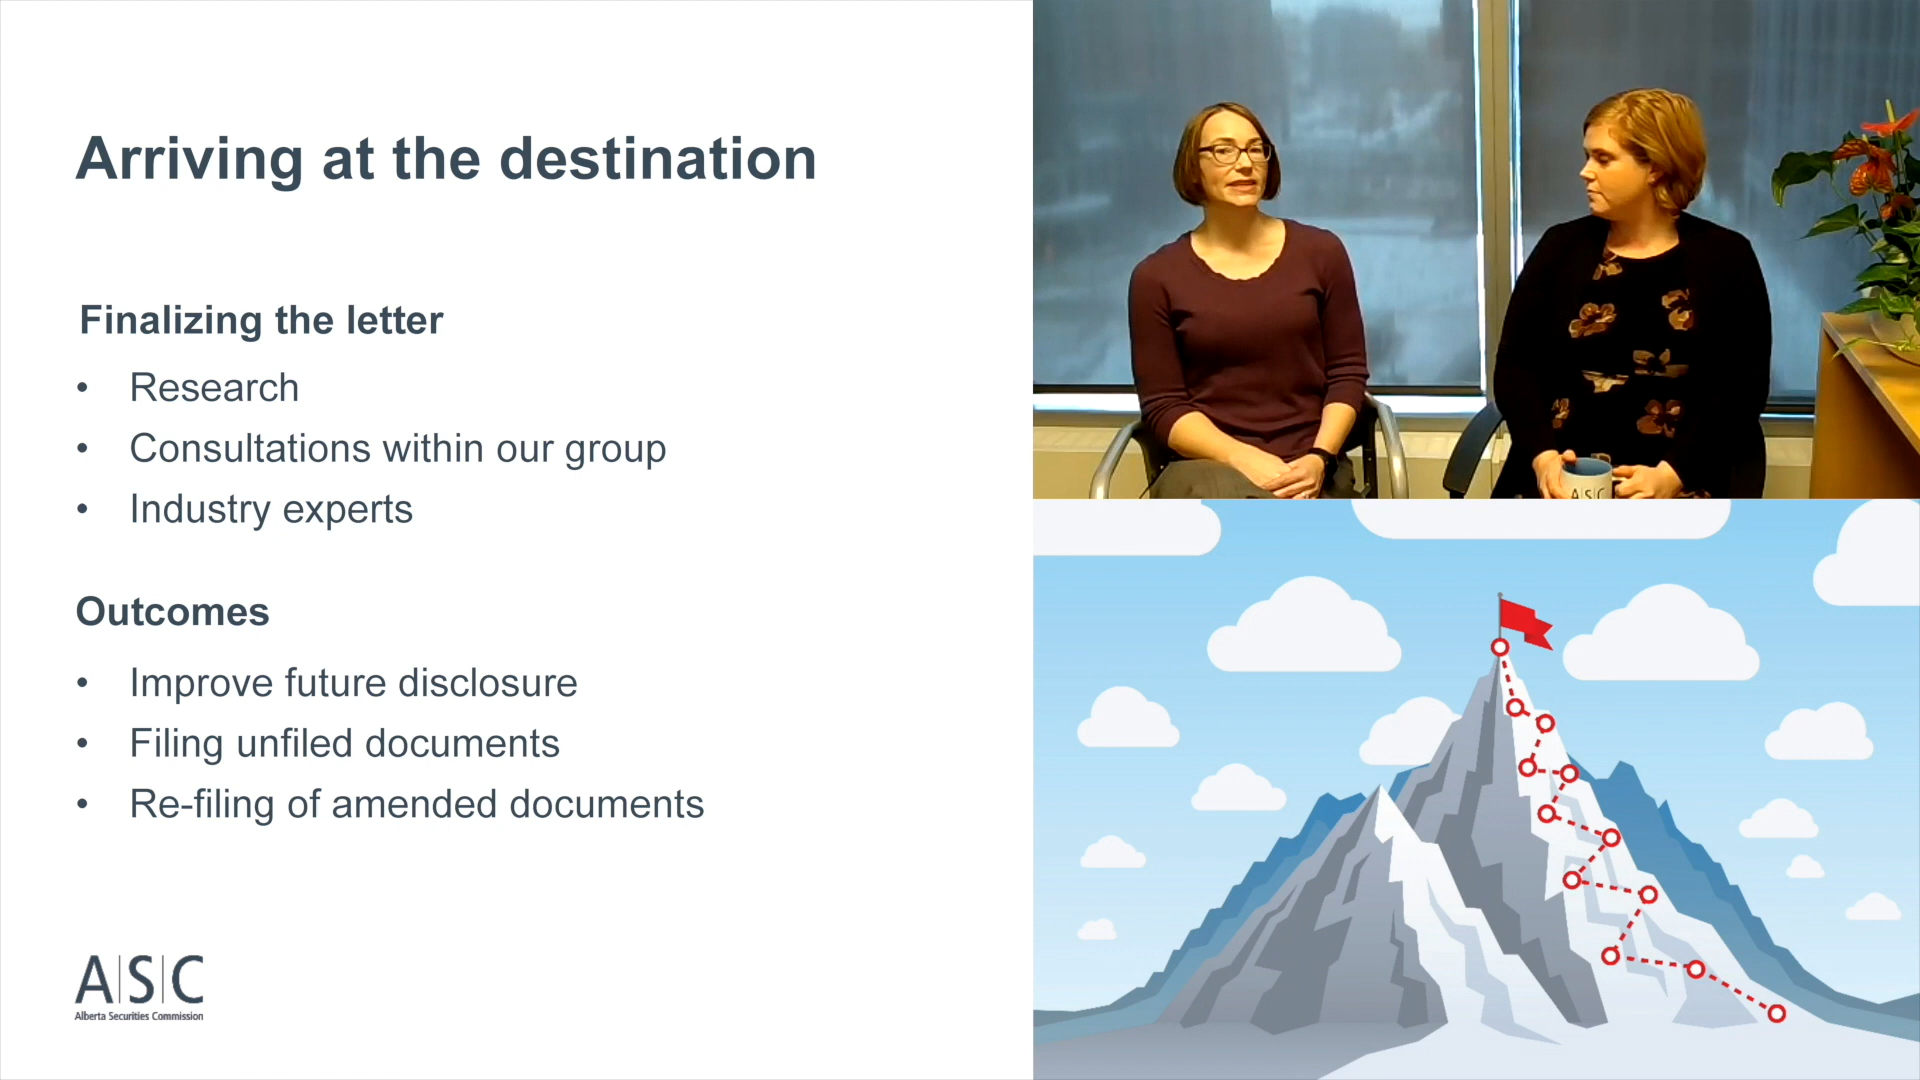 Arriving at the destination
Finalizing the letter
• Research
• Consultations within our group
• Industry experts
Outcomes
• Improve future disclosure
• Filing unfiled documents
• Re-filing of amended documents
A|S|C
Alberta Securities Commission
A|S|C